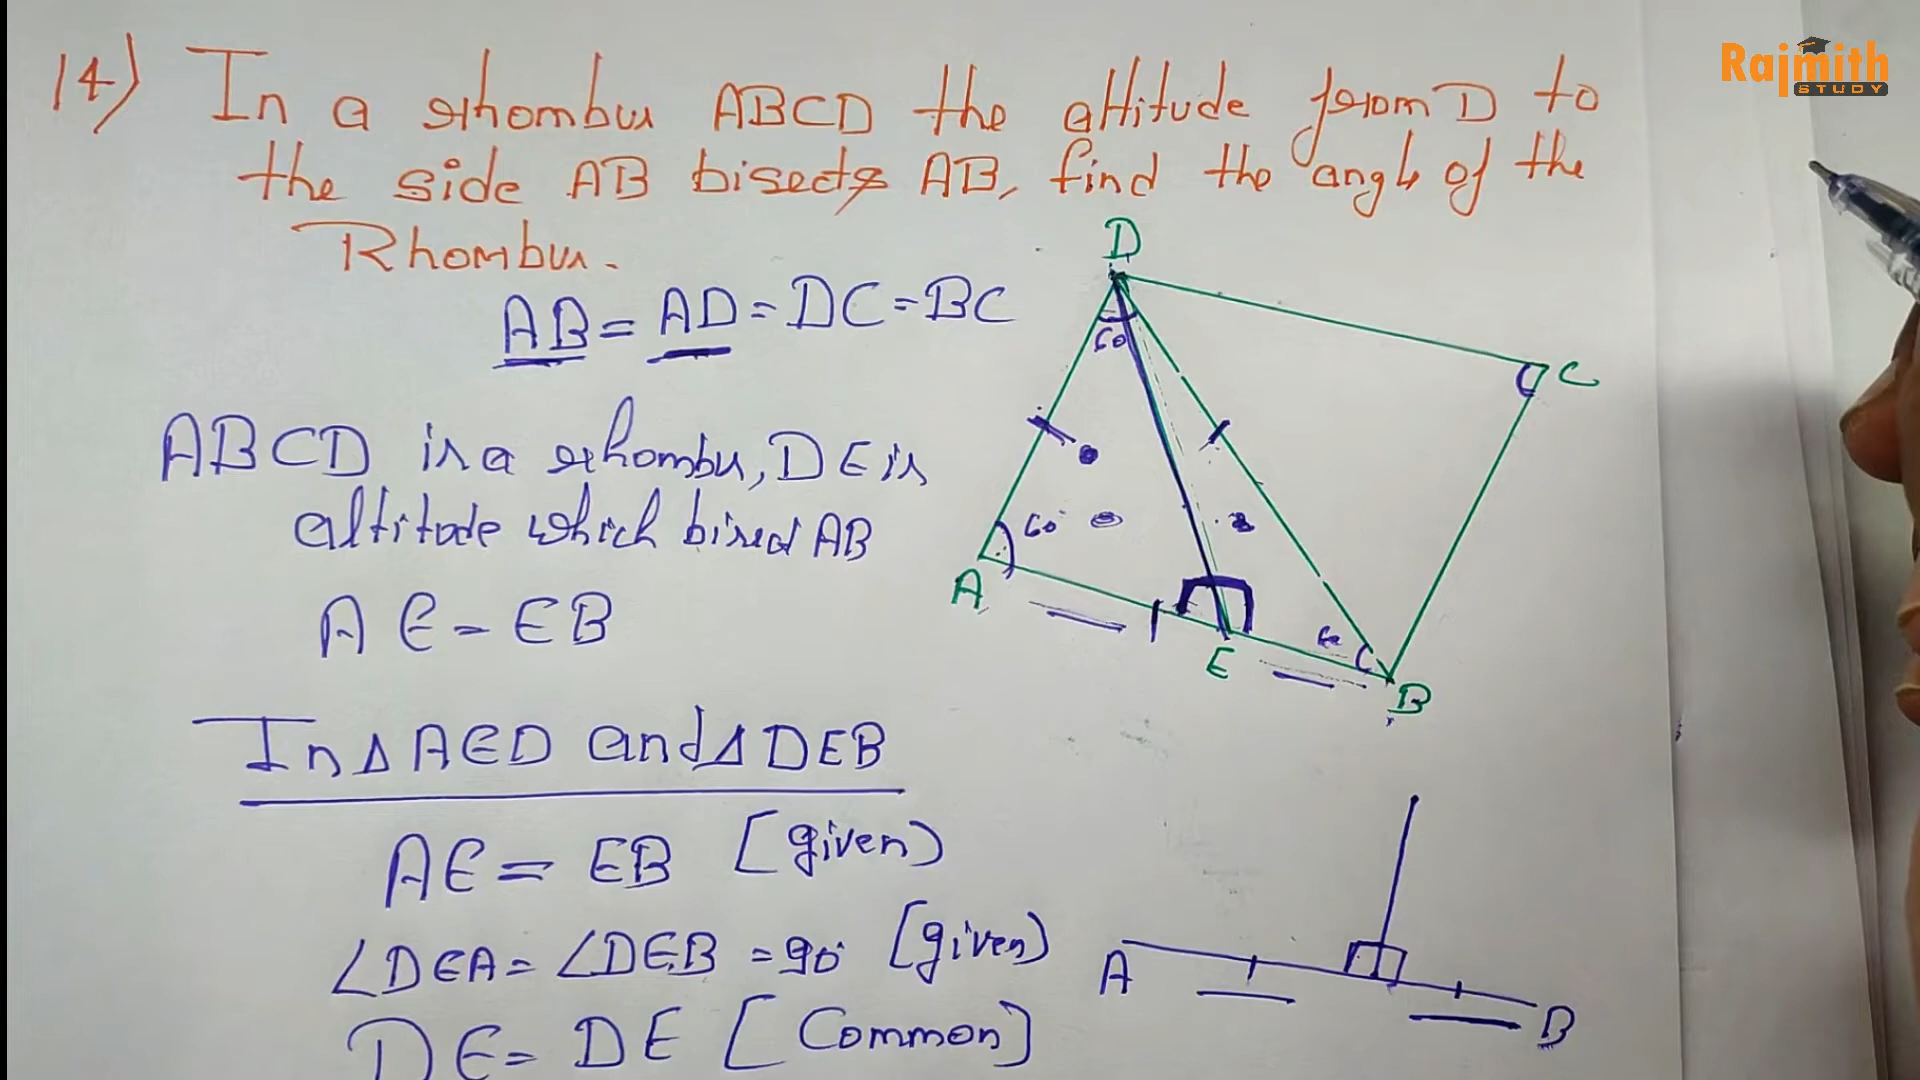 14) In a rhombus ABCD the altitude from D to
the side AB bisects AB, find the angle of the
Rhombus.
AB = AD = DC = BC
ABCD is a rhombus, DE is
altitude which bisect AB
AE = EB
In △ AED and △ DEB
AE = EB [given)
∠DEA = ∠DEB = 90° [given)
DE = DE [Common]
D
60
C
60°
A
60
E
B
A
B
Rajmith
STUDY